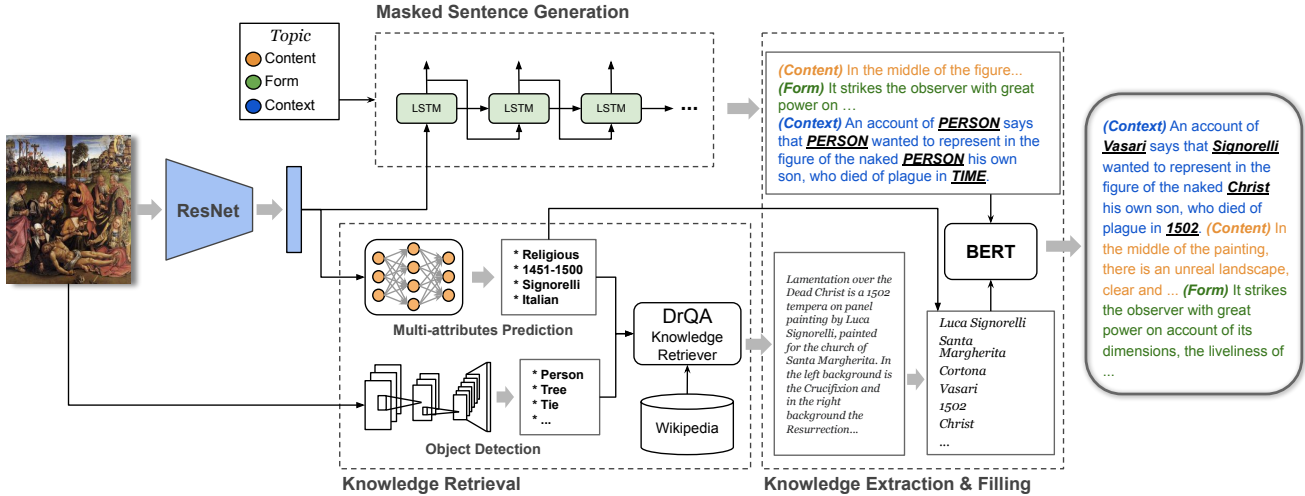 Masked Sentence Generation
Topic
Content
Form
Context
LSTM
LSTM
LSTM
...
ResNet
* Religious
* 1451-1500
* Signorelli
* Italian
Multi-attributes Prediction
* Person
* Tree
* Tie
* ...
Object Detection
DrQA
Knowledge
Retriever
Wikipedia
Knowledge Retrieval
(Content) In the middle of the figure...
(Form) It strikes the observer with great
power on ...
(Context) An account of PERSON says
that PERSON wanted to represent in the
figure of the naked PERSON his own
son, who died of plague in TIME.
BERT
Lamentation over the
Dead Christ is a 1502
tempera on panel
painting by Luca
Signorelli, painted
for the church of
Santa Margherita. In
the left background is
the Crucifixion and
in the right
background the
Resurrection...
Luca Signorelli
Santa
Margherita
Cortona
Vasari
1502
Christ
...
Knowledge Extraction & Filling
(Context) An account of
Vasari says that Signorelli
wanted to represent in the
figure of the naked Christ
his own son, who died of
plague in 1502. (Content) In
the middle of the painting,
there is an unreal landscape,
clear and ... (Form) It strikes
the observer with great
power on account of its
dimensions, the liveliness of
...